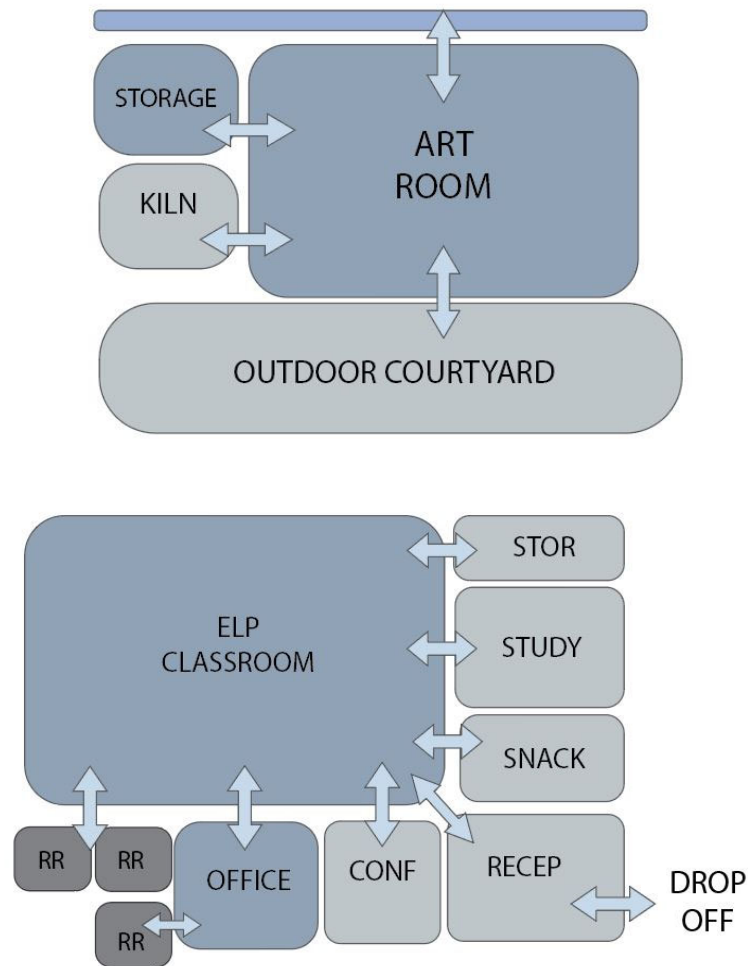 STORAGE
ART
ROOM
KILN
OUTDOOR COURTYARD
STOR
ELP
CLASSROOM
STUDY
SNACK
RR
RR
OFFICE
CONF
RECEP
DROP
OFF
RR